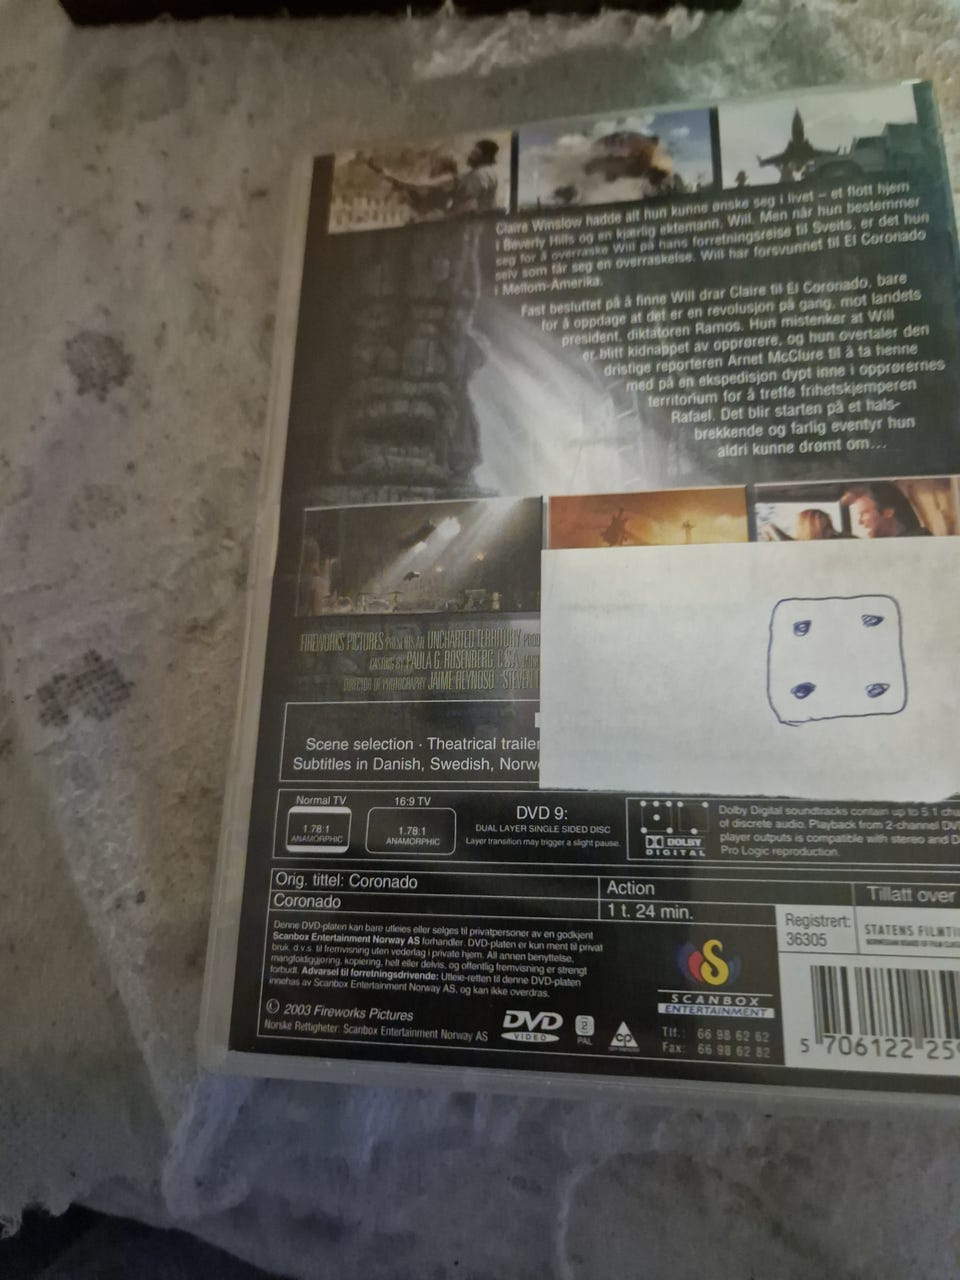 Claire Winslow hadde alt hun kunne ønske seg i livet – et flott hjem
i Beverly Hills og en kjærlig ektemann, Will. Men når hun bestemmer
seg for å overraske Will på hans forretningsreise til Sveits, er det hun
selv som får seg en overraskelse. Will har forsvunnet til El Coronado
i Mellom-Amerika.
Fast besluttet på å finne Will drar Claire til El Coronado, bare
for å oppdage at det er en revolusjon på gang, mot landets
president, diktatoren Ramos. Hun mistenker at Will
er blitt kidnappet av opprørere, og hun overtaler den
dristige reporteren Arnet McClure til å ta henne
med på en ekspedisjon dypt inne i opprørernes
territorium for å treffe frihetskjemperen
Rafael. Det blir starten på et hals-
brekkende og farlig eventyr hun
aldri kunne drømt om...
FIREWORKS PICTURES PRESENTS AN UNCHARTED TERRITORY
CASTING BY PAULA G. ROSENBERG, C.S.A.
DIRECTOR OF PHOTOGRAPHY JAIME REYNOSO STEVEN
Scene selection · Theatrical trailer
Subtitles in Danish, Swedish, Norw
Normal TV
1.78:1
ANAMORPHIC
16:9 TV
1.78:1
ANAMORPHIC
DVD 9:
DUAL LAYER SINGLE SIDED DISC
Layer transition may trigger a slight pause.
DOLBY
DIGITAL
Dolby Digital soundtracks contain up to 5.1 cha
of discrete audio. Playback from 2-channel DV
player outputs is compatible with stereo and D
Pro Logic reproduction.
Orig. tittel: Coronado
Coronado
Action
1 t. 24 min.
Tillatt over
Registrert:
36305
STATENS FILMTI
NORWEGIAN BOARD OF FILM CLASS
Denne DVD-platen kan bare utleies eller selges til privatpersoner av en godkjent
Scanbox Entertainment Norway AS forhandler. DVD-platen er kun ment til privat
bruk, d.v.s. til fremvisning uten vederlag i private hjem. All annen benyttelse,
mangfoldiggjøring, kopiering, helt eller delvis, og offentlig fremvisning er strengt
forbudt. Advarsel til forretningsdrivende: Utleie-retten til denne DVD-platen
innehas av Scanbox Entertainment Norway AS, og kan ikke overdras.
© 2003 Fireworks Pictures
Norske Rettigheter: Scanbox Entertainment Norway AS
DVD
VIDEO
2
PAL
CP
S
SCANBOX
ENTERTAINMENT
Tlf.: 66 98 62 62
Fax: 66 98 62 82
5 706122 25